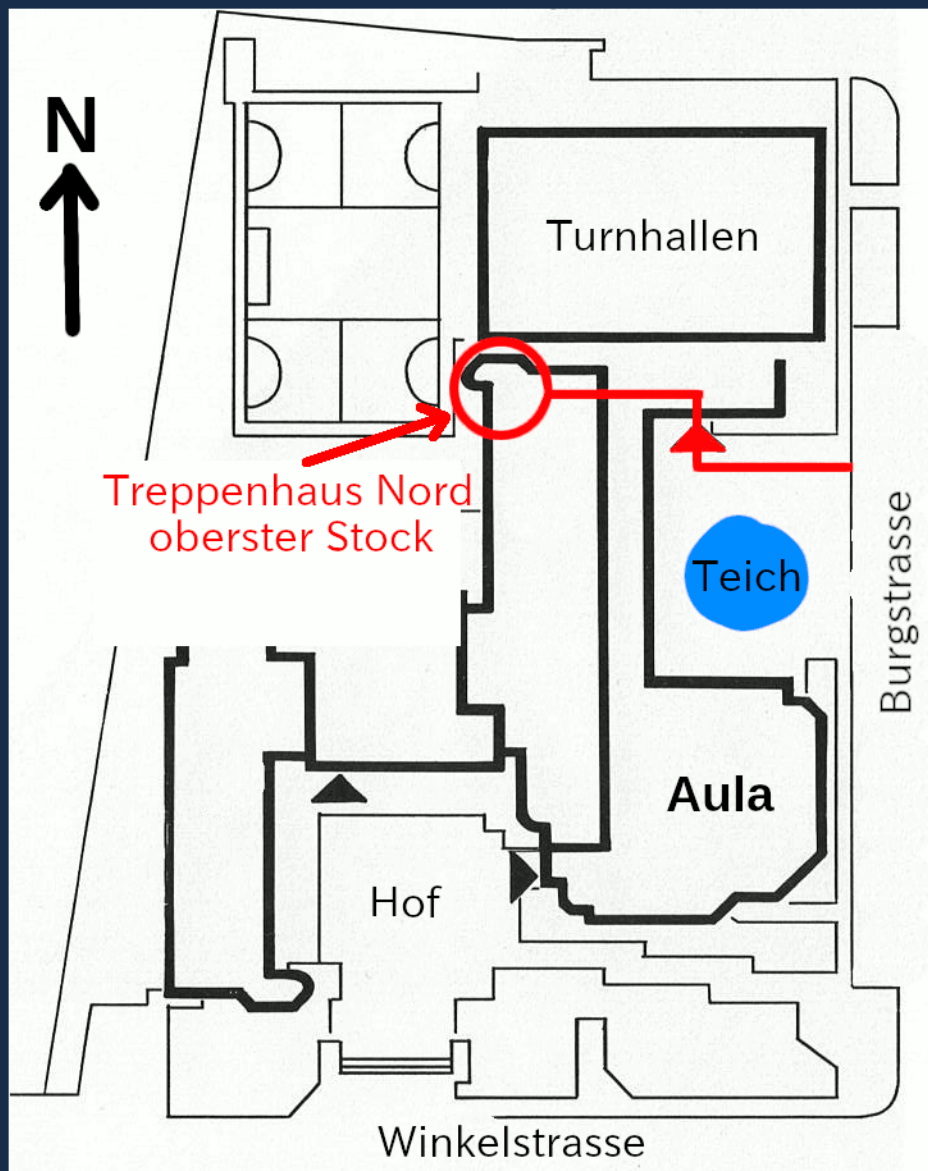 N
Turnhallen
Treppenhaus Nord
oberster Stock
Teich
Burgstrasse
Aula
Hof
Winkelstrasse